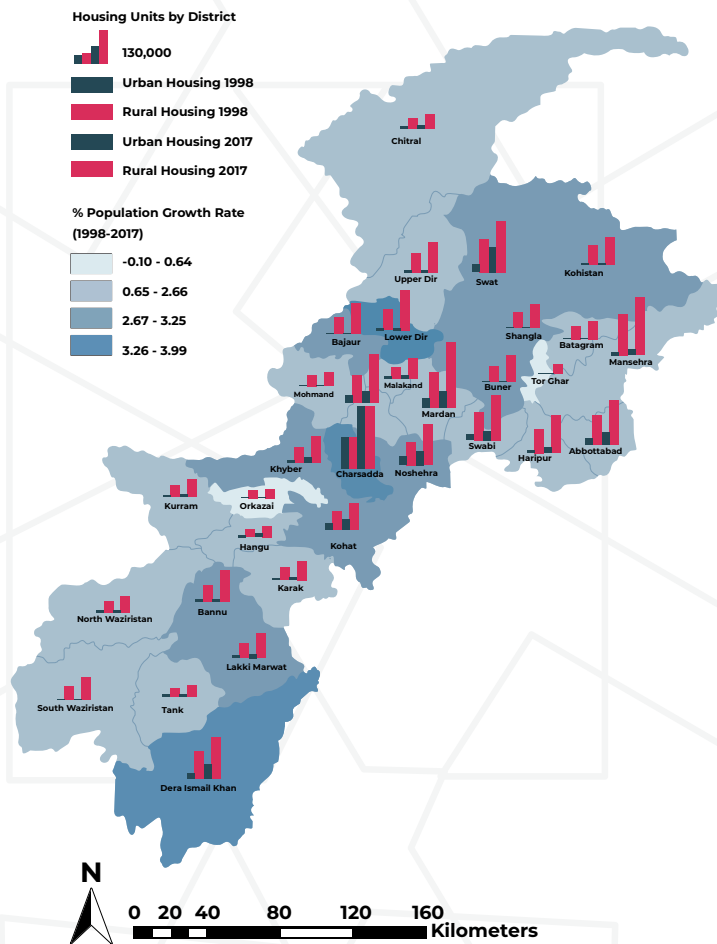 Housing Units by District
130,000
Urban Housing 1998
Rural Housing 1998
Urban Housing 2017
Rural Housing 2017
% Population Growth Rate
(1998-2017)
-0.10 - 0.64
0.65 - 2.66
2.67 - 3.25
3.26 - 3.99
Chitral
Upper Dir
Swat
Kohistan
Bajaur
Lower Dir
Shangla
Batagram
Mansehra
Mohmand
Malakand
Buner
Tor Ghar
Mardan
Swabi
Haripur
Abbottabad
Khyber
Charsadda
Noshehra
Kurram
Orkazai
Hangu
Kohat
Karak
North Waziristan
Bannu
Lakki Marwat
South Waziristan
Tank
Dera Ismail Khan
N
0 20 40 80 120 160
Kilometers